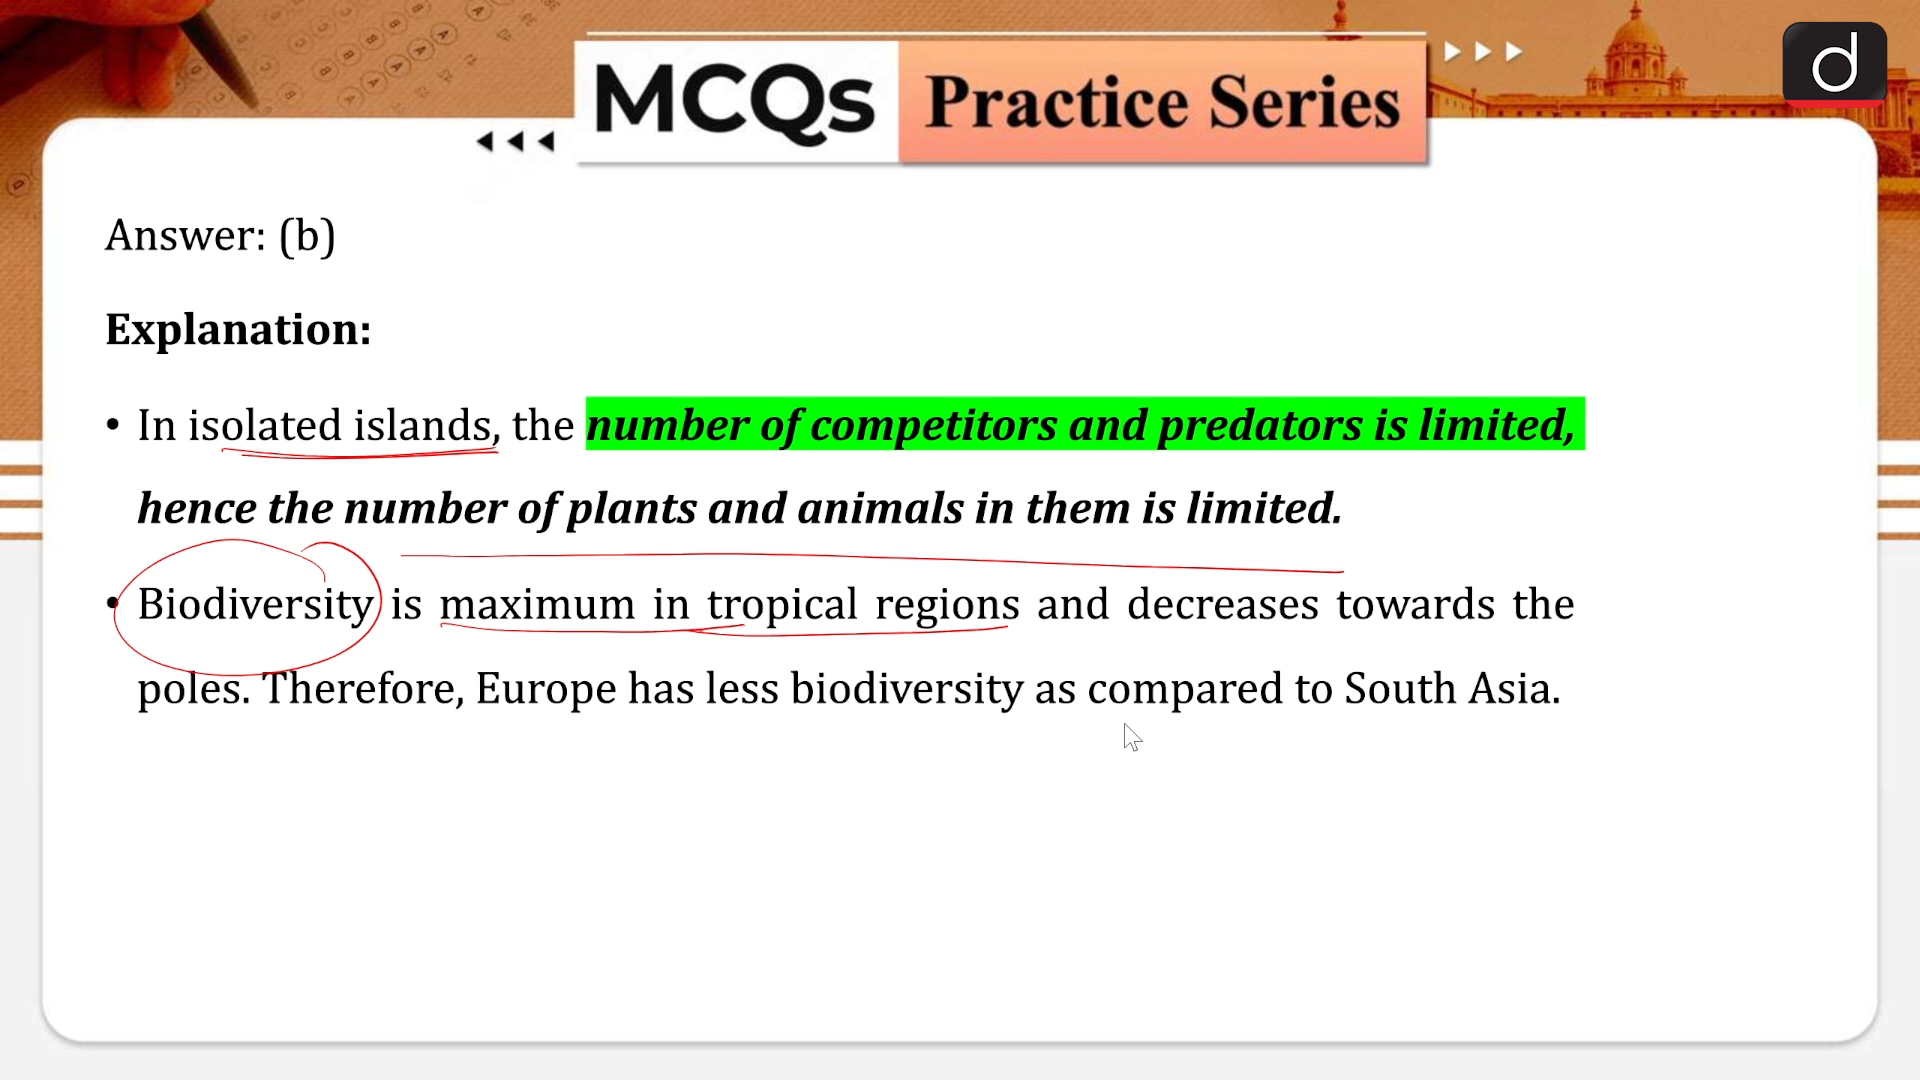 MCQs Practice Series
d
Answer: (b)
Explanation:
• In isolated islands, the number of competitors and predators is limited,
hence the number of plants and animals in them is limited.
• Biodiversity is maximum in tropical regions and decreases towards the
poles. Therefore, Europe has less biodiversity as compared to South Asia.